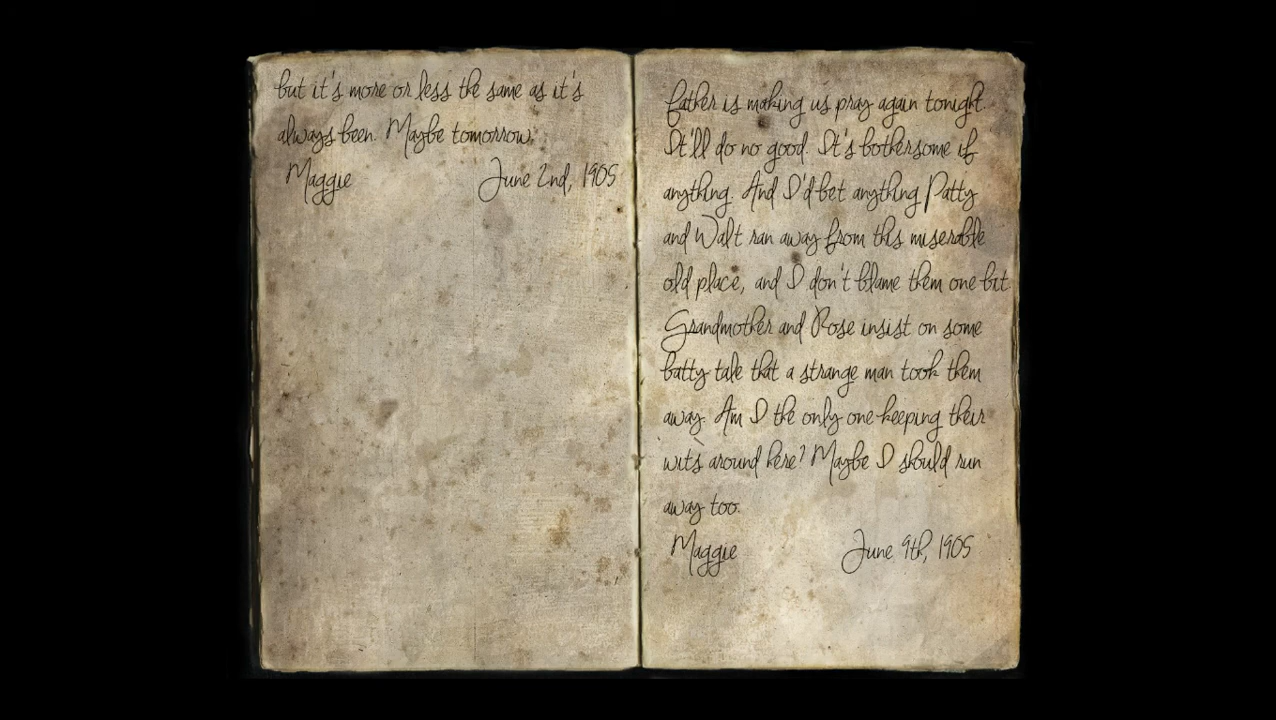 but it's more or less the same as it's
always been. Maybe tomorrow.
Maggie June 2nd, 1905
Father is making us pray again tonight.
It'll do no good. It's bothersome if
anything. And I'd bet anything Patty
and Walt ran away from this miserable
old place, and I don't blame them one bit.
Grandmother and Rose insist on some
batty tale that a strange man took them
away. Am I the only one keeping their
wits around here? Maybe I should run
away too.
Maggie June 9th, 1905